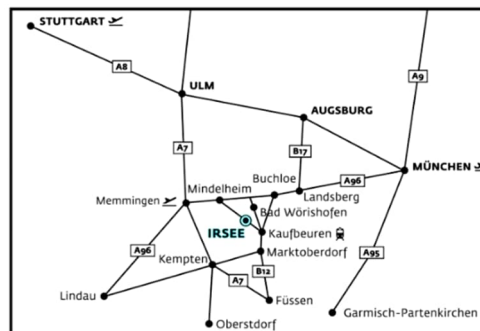 STUTTGART
A8
A9
ULM
AUGSBURG
A7
B17
MÜNCHEN
Buchloe
A96
Mindelheim
Landsberg
Memmingen
Bad Wörishofen
IRSEE
Kaufbeuren
A96
Kempten
Marktoberdorf
A95
A7
B12
Lindau
Füssen
Garmisch-Partenkirchen
Oberstdorf